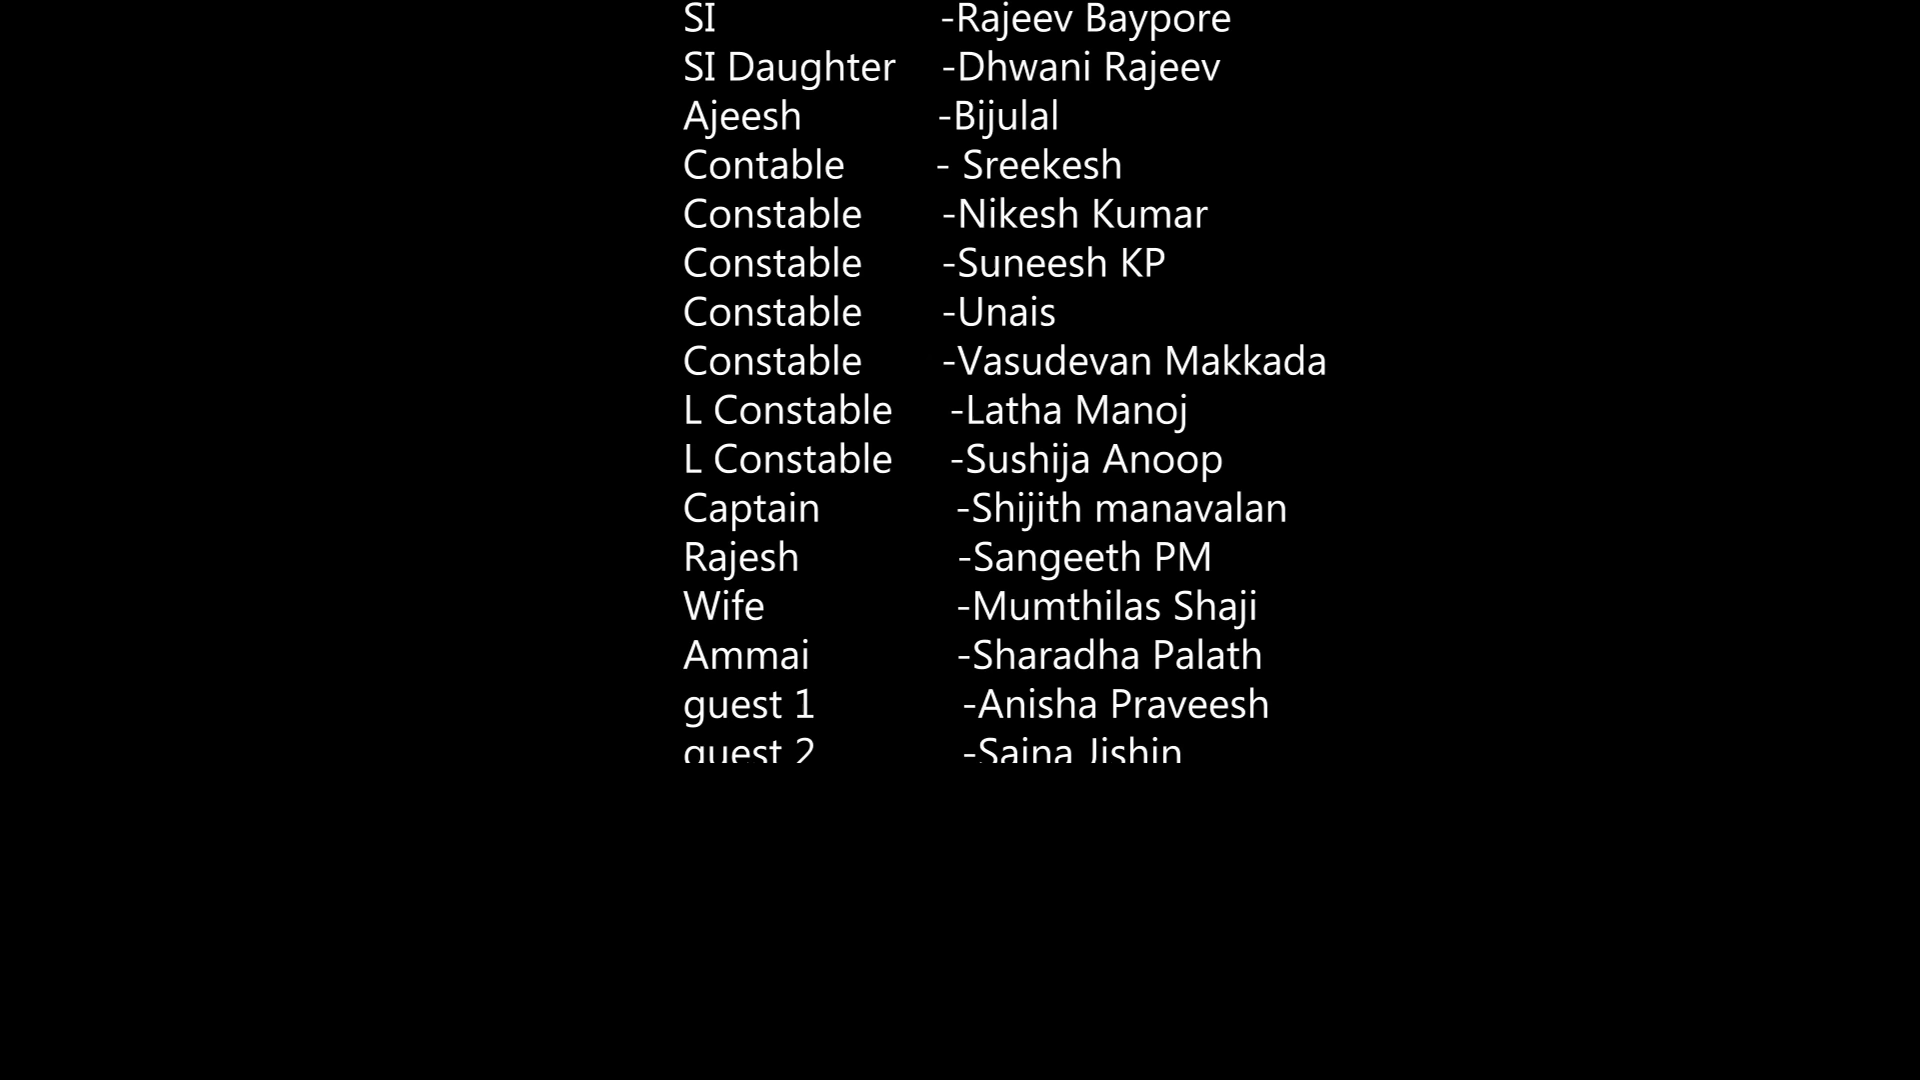 SI -Rajeev Baypore
SI Daughter -Dhwani Rajeev
Ajeesh -Bijulal
Contable - Sreekesh
Constable -Nikesh Kumar
Constable -Suneesh KP
Constable -Unais
Constable -Vasudevan Makkada
L Constable -Latha Manoj
L Constable -Sushija Anoop
Captain -Shijith manavalan
Rajesh -Sangeeth PM
Wife -Mumthilas Shaji
Ammai -Sharadha Palath
guest 1 -Anisha Praveesh
guest 2 -Saina Jishin